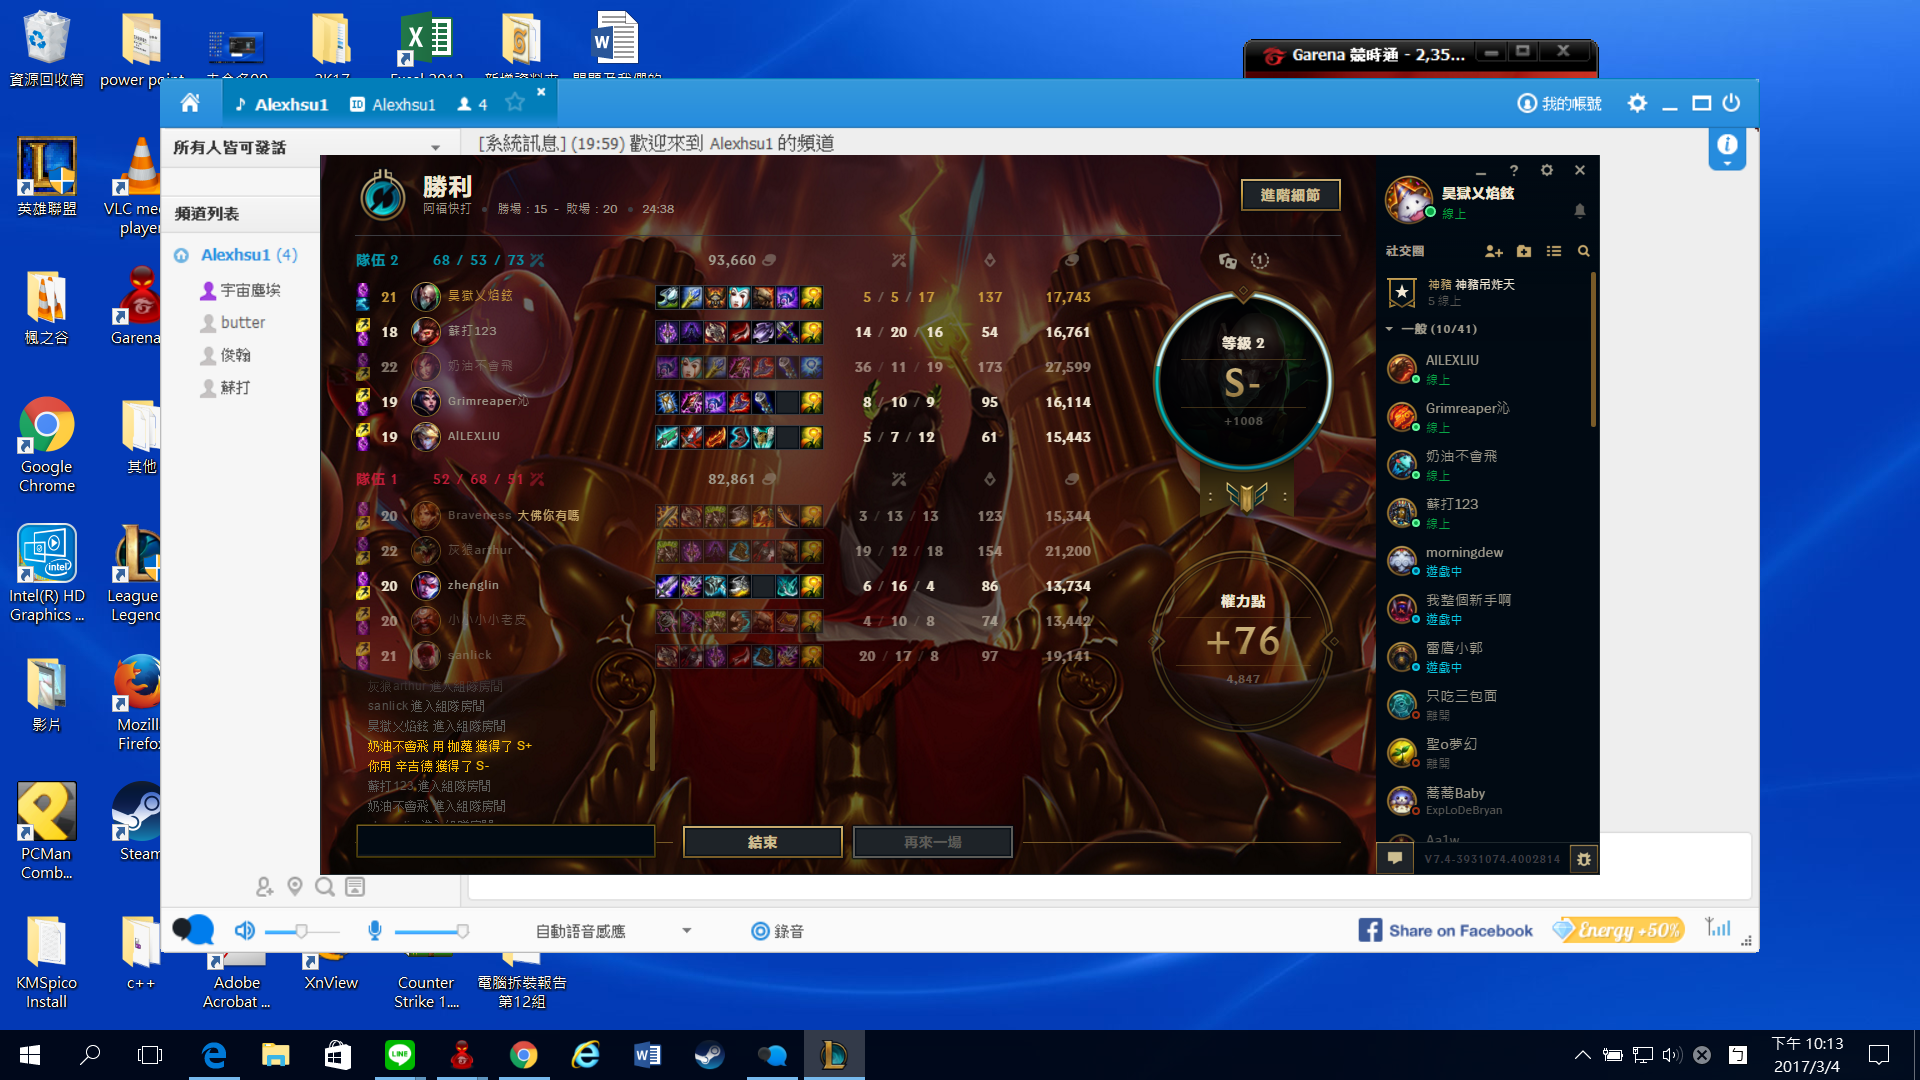 資源回收筒
power point
2K17
Excel 2013
Garena 競時通 - 2,35...
Alexhsu1
ID Alexhsu1
4
我的帳號
所有人皆可發話
[系統訊息] (19:59) 歡迎來到 Alexhsu1 的頻道
頻道列表
Alexhsu1 (4)
宇宙塵埃
butter
俊翰
蘇打
英雄聯盟
VLC me
player
楓之谷
Garena
Google
Chrome
其他
Intel(R) HD
Graphics ...
League
Legend
影片
Mozill
Firefox
PCMan
Comb...
Steam
KMSpico
Install
c++
Adobe
Acrobat ...
XnView
Counter
Strike 1....
電腦拆裝報告
第12組
勝利
阿福快打 • 勝場 : 15 - 敗場 : 20 • 24:38
進階細節
隊伍 2 68 / 53 / 73 93,660
21 昊獄乂焰鉉 5 / 5 / 17 137 17,743
18 蘇打123 14 / 20 / 16 54 16,761
22 奶油不會飛 36 / 11 / 19 173 27,599
19 Grimreaper沁 8 / 10 / 9 95 16,114
19 AlLEXLIU 5 / 7 / 12 61 15,443
隊伍 1 52 / 68 / 51 82,861
20 Braveness 大佛你有嗎 3 / 13 / 13 123 15,344
22 灰狼arthur 19 / 12 / 18 154 21,200
20 zhenglin 6 / 16 / 4 86 13,734
20 小小小小老皮 4 / 10 / 8 74 13,442
21 sanlick 20 / 17 / 8 97 19,141
(1)
等級 2
S-
+1008
權力點
+76
4,847
灰狼arthur 進入組隊房間
sanlick 進入組隊房間
昊獄乂焰鉉 進入組隊房間
奶油不會飛 用 枷蘿 獲得了 S+
你用 辛吉德 獲得了 S-
蘇打123 進入組隊房間
奶油不會飛 進入組隊房間
結束
再來一場
昊獄乂焰鉉
線上
社交圈
神豬 神豬吊炸天
5 線上
一般 (10/41)
AlLEXLIU
線上
Grimreaper沁
線上
奶油不會飛
線上
蘇打123
線上
morningdew
遊戲中
我整個新手啊
遊戲中
雷鷹小郭
遊戲中
只吃三包面
離開
聖o夢幻
離開
蕎蕎Baby
ExpLoDeBryan
Aa1w
V7.4-3931074.4002814
自動語音感應
錄音
Share on Facebook
Energy +50%
LINE
下午 10:13
2017/3/4